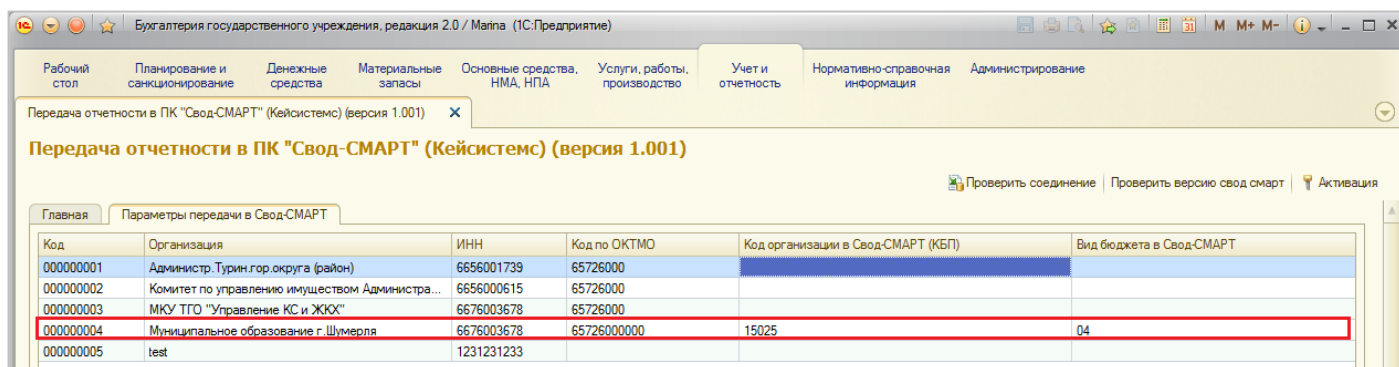 Бухгалтерия государственного учреждения, редакция 2.0 / Marina (1С:Предприятие)
M M+ M-
Рабочий стол
Планирование и санкционирование
Денежные средства
Материальные запасы
Основные средства, НМА, НПА
Услуги, работы, производство
Учет и отчетность
Нормативно-справочная информация
Администрирование
Передача отчетности в ПК "Свод-СМАРТ" (Кейсистемс) (версия 1.001)
Передача отчетности в ПК "Свод-СМАРТ" (Кейсистемс) (версия 1.001)
Проверить соединение Проверить версию свод смарт Активация
Главная Параметры передачи в Свод-СМАРТ
Код Организация ИНН Код по ОКТМО Код организации в Свод-СМАРТ (КБП) Вид бюджета в Свод-СМАРТ
000000001 Администр.Турин.гор.округа (район) 6656001739 65726000
000000002 Комитет по управлению имуществом Администра... 6656000615 65726000
000000003 МКУ ТГО "Управление КС и ЖКХ" 6676003678 65726000
000000004 Муниципальное образование г.Шумерля 6676003678 65726000000 15025 04
000000005 test 1231231233